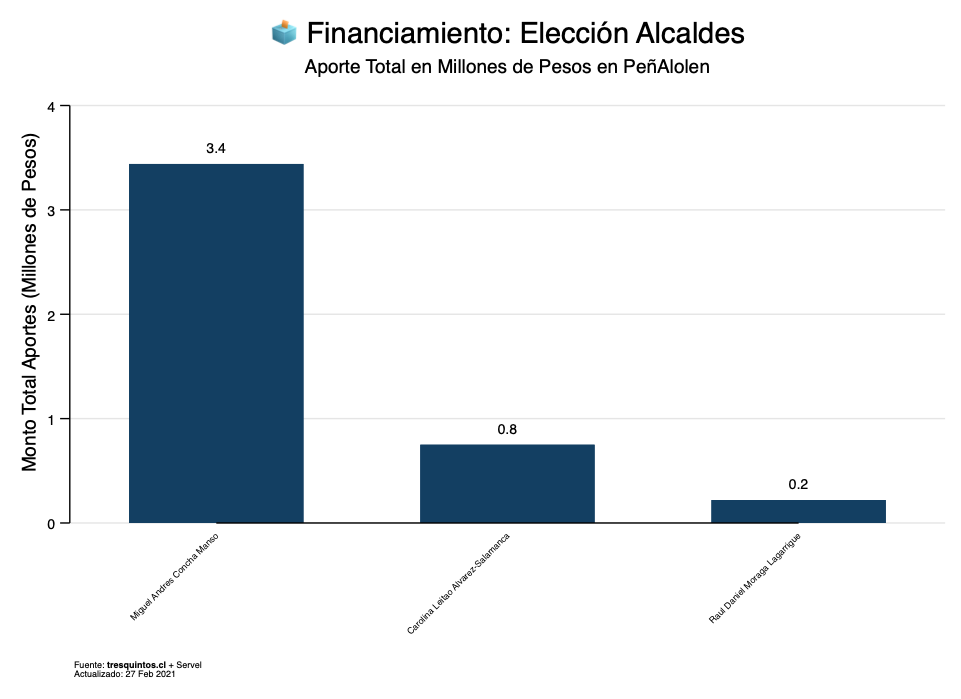 Financiamiento: Elección Alcaldes
Aporte Total en Millones de Pesos en PeñAlolen
Monto Total Aportes (Millones de Pesos)
4
3
2
1
0
3.4
0.8
0.2
Miguel Andres Concha Manso
Carolina Leitao Alvarez-Salamanca
Raul Daniel Moraga Lagarrigue
Fuente: tresquintos.cl + Servel
Actualizado: 27 Feb 2021